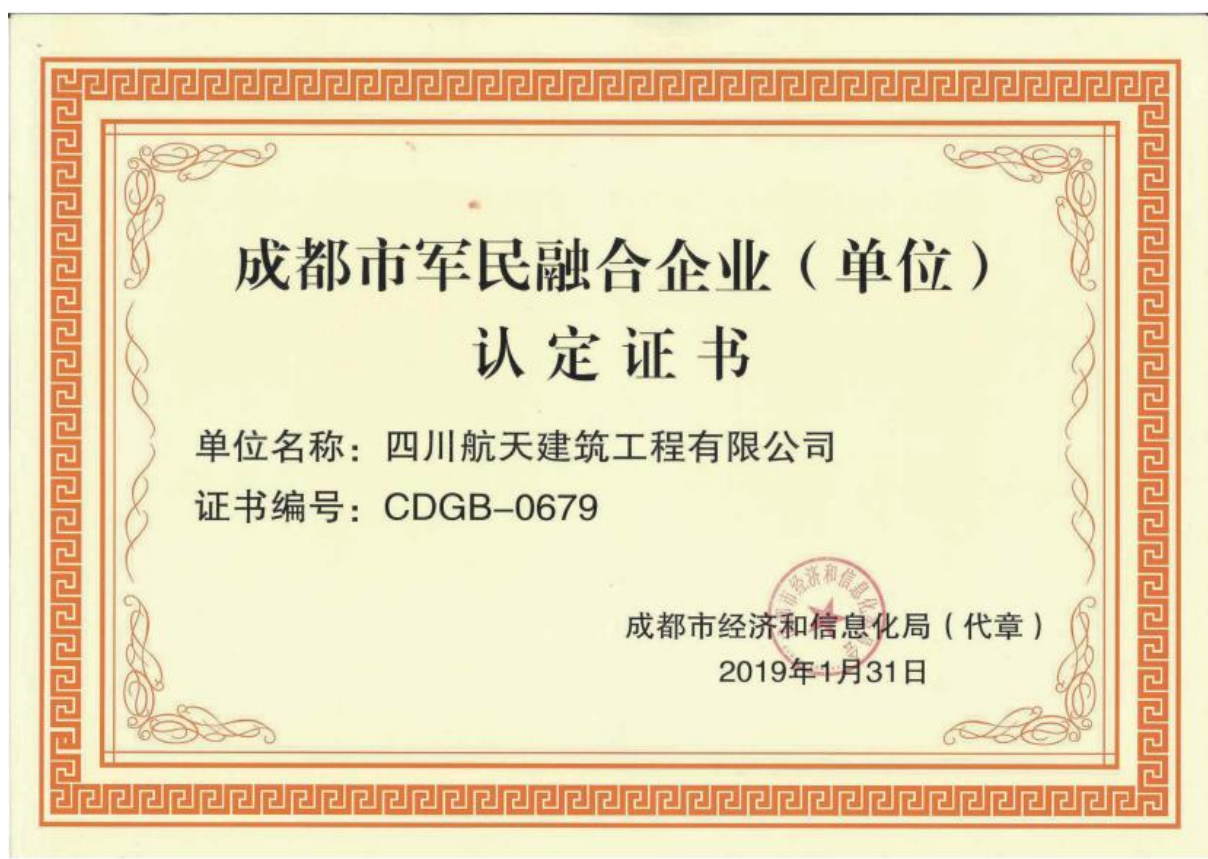 成都市军民融合企业（单位）
认定证书
单位名称：四川航天建筑工程有限公司
证书编号：CDGB-0679
成都市经济和信息化局（代章）
2019年1月31日